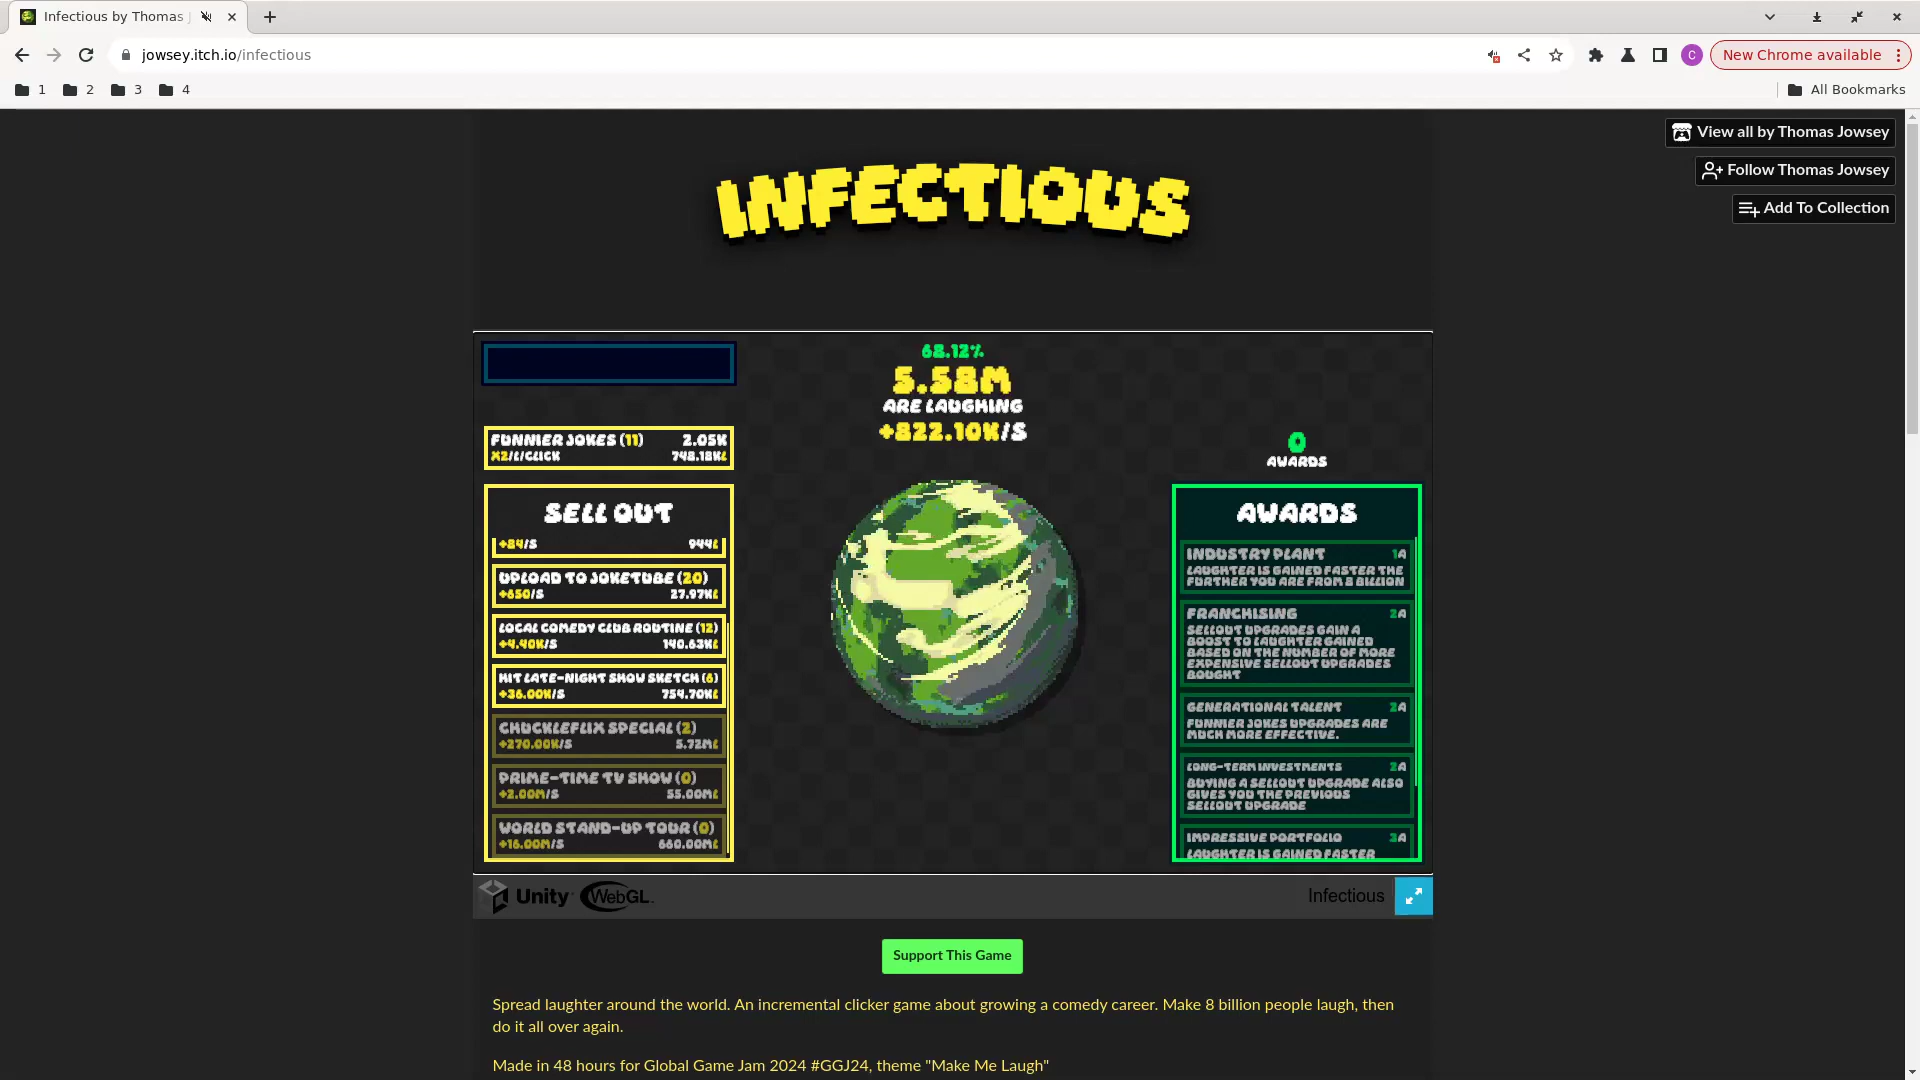 Infectious by Thomas J
jowsey.itch.io/infectious
New Chrome available
C
1
2
3
4
All Bookmarks
View all by Thomas Jowsey
Follow Thomas Jowsey
Add To Collection
INFECTIOUS
68.12%
5.58M
ARE LAUGHING
+822.10K/S
FUNNIER JOKES (11) 2.05K
X2/L/CLICK 748.18KL
SELL OUT
+84/S 944L
UPLOAD TO JOKETUBE (20)
+650/S 27.97KL
LOCAL COMEDY CLUB ROUTINE (12)
+4.40K/S 140.63KL
HIT LATE-NIGHT SHOW SKETCH (6)
+36.00K/S 754.70KL
CHUCKLEFLIX SPECIAL (2)
+270.00K/S 5.72ML
PRIME-TIME TV SHOW (0)
+2.00M/S 55.00ML
WORLD STAND-UP TOUR (0)
+16.00M/S 660.00ML
0
AWARDS
AWARDS
INDUSTRY PLANT 1A
LAUGHTER IS GAINED FASTER THE
FURTHER YOU ARE FROM 8 BILLION
FRANCHISING 2A
SELLOUT UPGRADES GAIN A
BOOST TO LAUGHTER GAINED
BASED ON THE NUMBER OF MORE
EXPENSIVE SELLOUT UPGRADES
BOUGHT
GENERATIONAL TALENT 2A
FUNNIER JOKES UPGRADES ARE
MUCH MORE EFFECTIVE.
LONG-TERM INVESTMENTS 2A
BUYING A SELLOUT UPGRADE ALSO
GIVES YOU THE PREVIOUS
SELLOUT UPGRADE
IMPRESSIVE PORTFOLIO 3A
LAUGHTER IS GAINED FASTER
Unity WebGL
Infectious
Support This Game
Spread laughter around the world. An incremental clicker game about growing a comedy career. Make 8 billion people laugh, then
do it all over again.
Made in 48 hours for Global Game Jam 2024 #GGJ24, theme "Make Me Laugh"